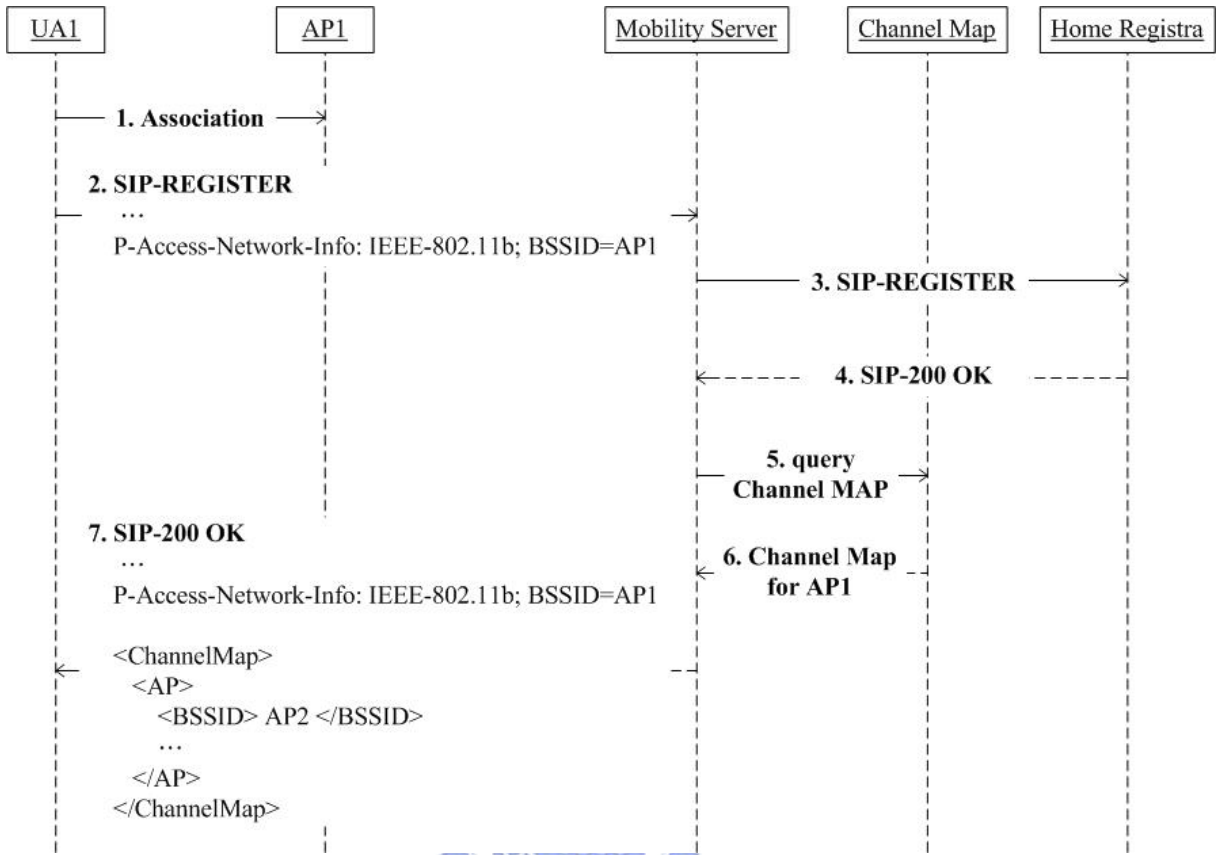 UA1
AP1
Mobility Server
Channel Map
Home Registra
1. Association
2. SIP-REGISTER
...
P-Access-Network-Info: IEEE-802.11b; BSSID=AP1
3. SIP-REGISTER
4. SIP-200 OK
5. query
Channel MAP
6. Channel Map
for AP1
7. SIP-200 OK
...
P-Access-Network-Info: IEEE-802.11b; BSSID=AP1
<ChannelMap>
<AP>
<BSSID> AP2 </BSSID>
...
</AP>
</ChannelMap>